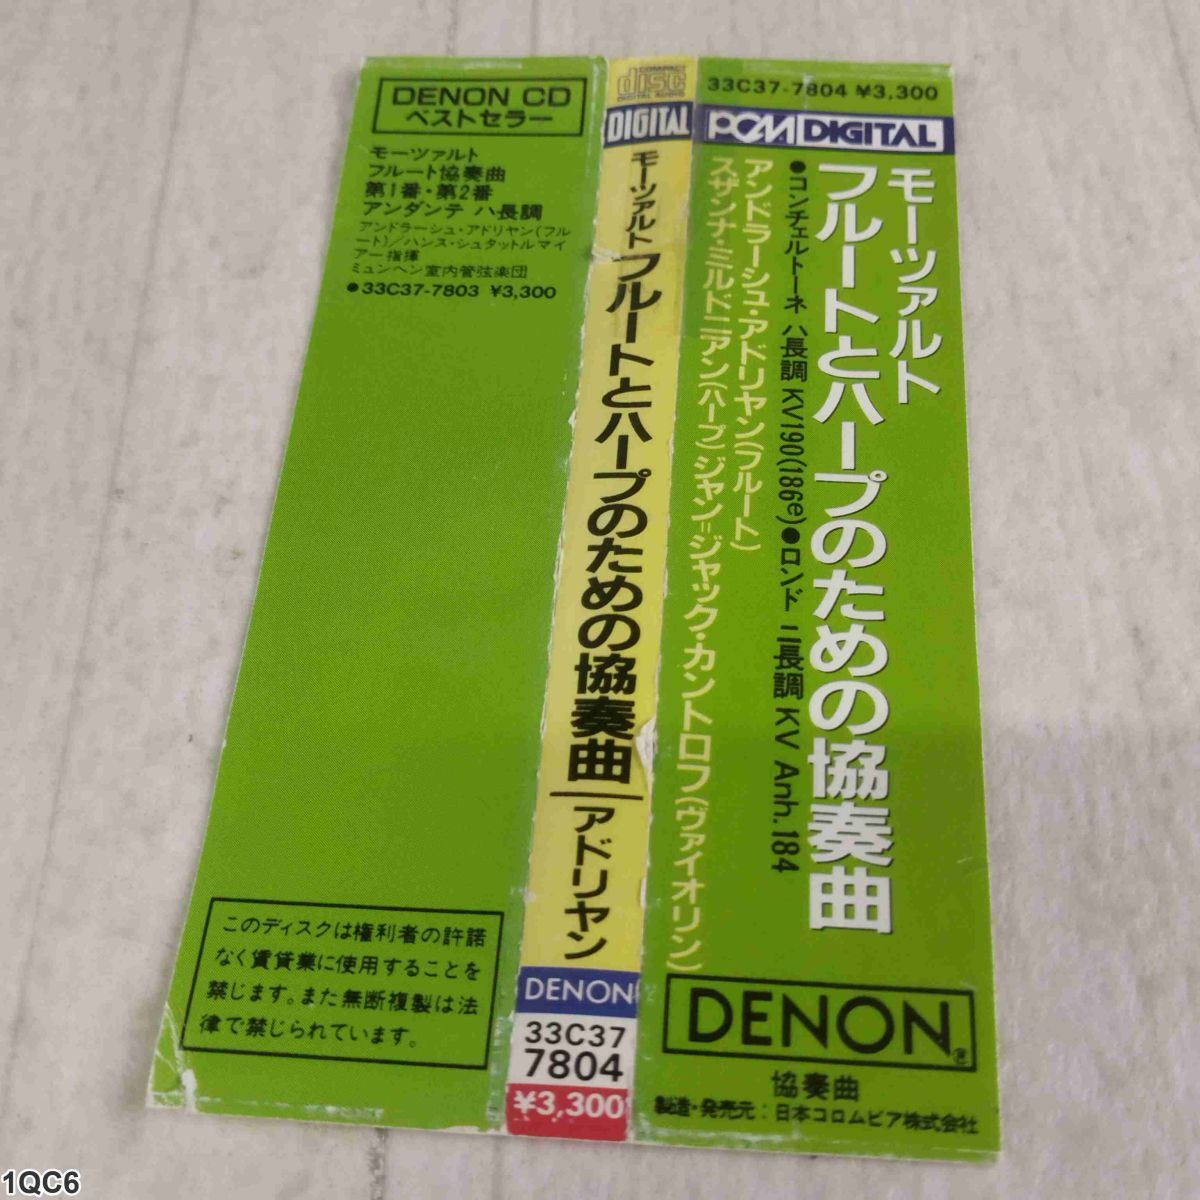 DENON CD
ベストセラー
モーツァルト
フルート協奏曲
第1番・第2番
アンダンテ ハ長調
アンドラーシュ・アドリヤン(フル
ート)/ハンス・シュタットルマイ
アー指揮
ミュンヘン室内管弦楽団
●33C37-7803 ¥3,300
このディスクは権利者の許諾
なく賃貸業に使用することを
禁じます。また無断複製は法
律で禁じられています。
COMPACT
disc
DIGITAL AUDIO
DIGITAL
モーツァルト フルートとハープのための協奏曲/アドリヤン
DENON
33C37
7804
¥3,300
33C37-7804 ¥3,300
PCM DIGITAL
モーツァルト
フルートとハープのための協奏曲
●コンチェルトーネ ハ長調 KV190(186e)●ロンド ニ長調 KV Anh.184
アンドラーシュ・アドリヤン(フルート)
スザンナ・ミルドニアン(ハープ)ジャン=ジャック・カントロフ(ヴァイオリン)
DENON
協奏曲
製造・発売元:日本コロムビア株式会社
1QC6